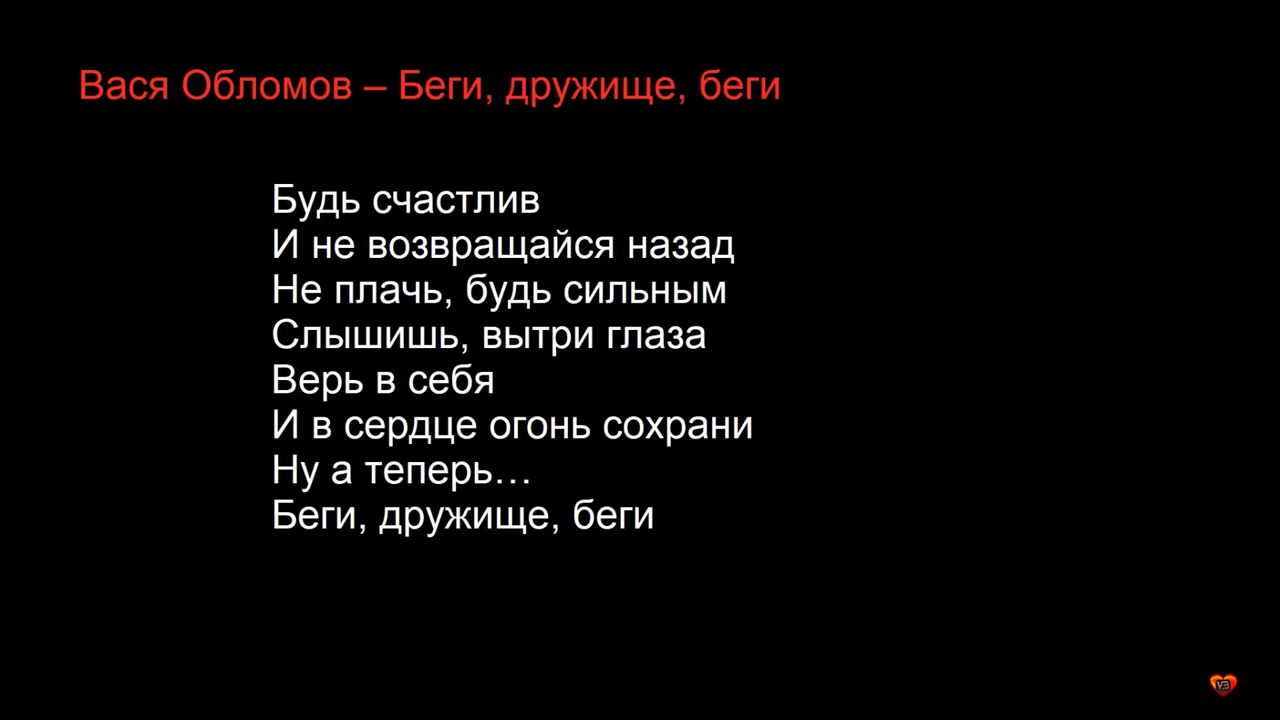 Вася Обломов – Беги, дружище, беги
Будь счастлив
И не возвращайся назад
Не плачь, будь сильным
Слышишь, вытри глаза
Верь в себя
И в сердце огонь сохрани
Ну а теперь…
Беги, дружище, беги